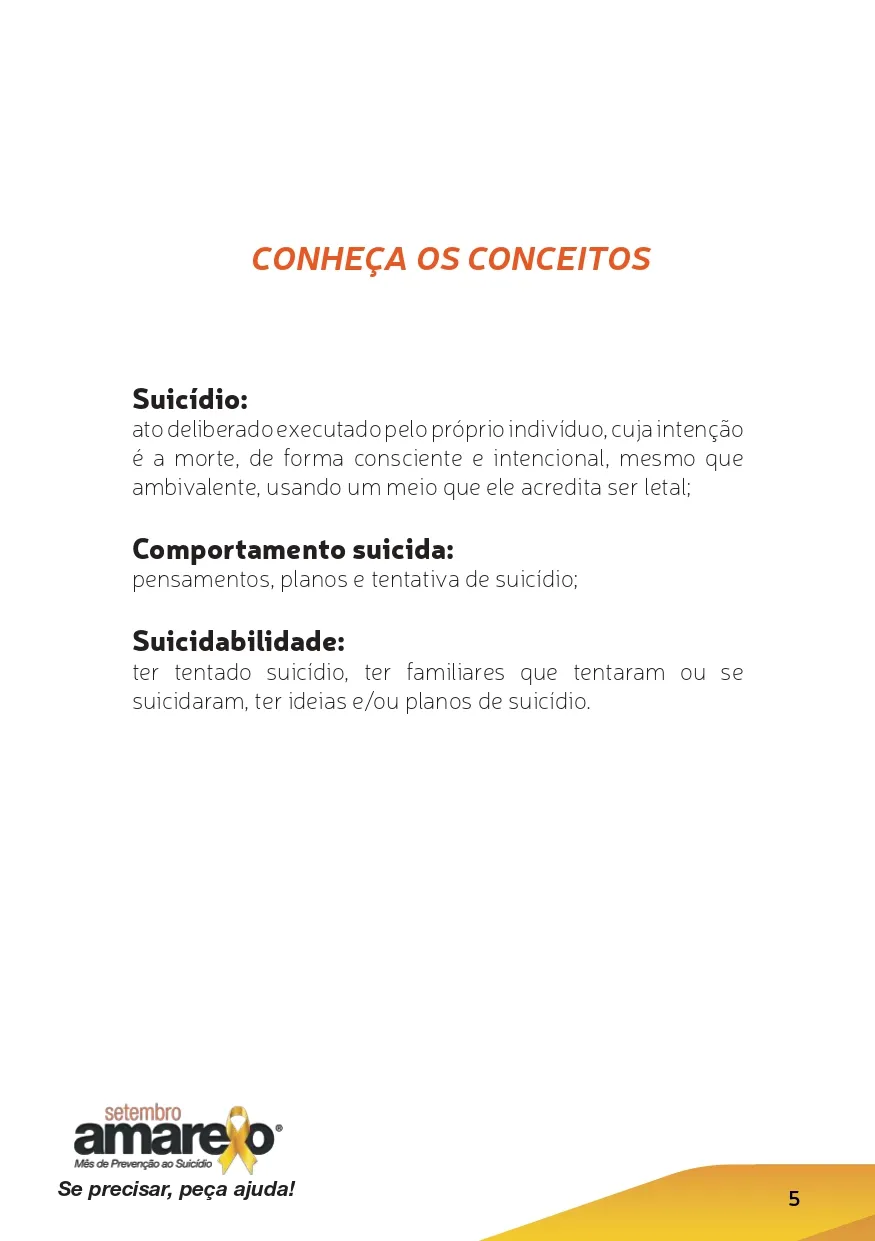 CONHEÇA OS CONCEITOS
Suicídio:
ato deliberado executado pelo próprio indivíduo, cuja intenção
é a morte, de forma consciente e intencional, mesmo que
ambivalente, usando um meio que ele acredita ser letal;
Comportamento suicida:
pensamentos, planos e tentativa de suicídio;
Suicidabilidade:
ter tentado suicídio, ter familiares que tentaram ou se
suicidaram, ter ideias e/ou planos de suicídio.
setembro
amarelo®
Mês de Prevenção ao Suicídio
Se precisar, peça ajuda!
5